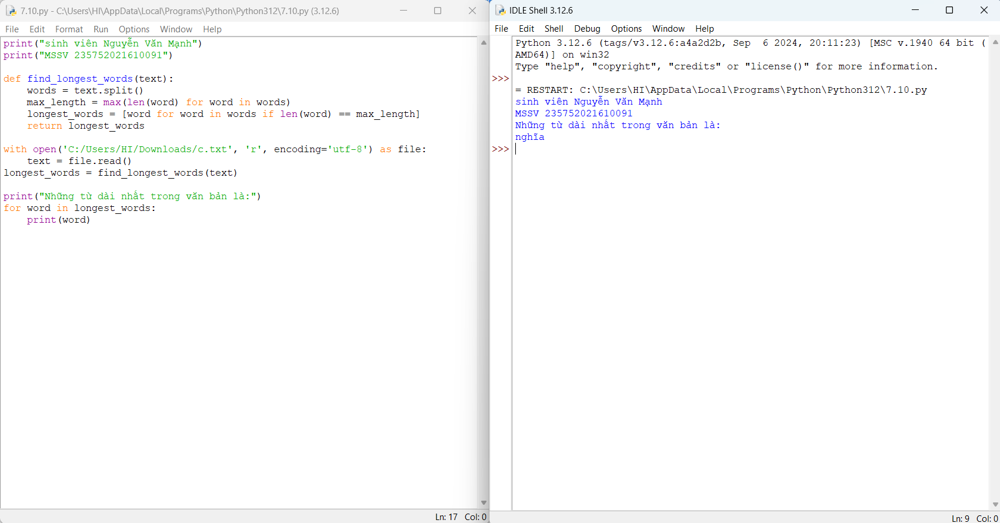 7.10.py - C:\Users\HI\AppData\Local\Programs\Python\Python312\7.10.py (3.12.6)
File Edit Format Run Options Window Help
print("sinh viên Nguyễn Văn Mạnh")
print("MSSV 235752021610091")
def find_longest_words(text):
    words = text.split()
    max_length = max(len(word) for word in words)
    longest_words = [word for word in words if len(word) == max_length]
    return longest_words
with open('C:/Users/HI/Downloads/c.txt', 'r', encoding='utf-8') as file:
    text = file.read()
longest_words = find_longest_words(text)
print("Những từ dài nhất trong văn bản là:")
for word in longest_words:
    print(word)
Ln: 17 Col: 0
IDLE Shell 3.12.6
File Edit Shell Debug Options Window Help
Python 3.12.6 (tags/v3.12.6:a4a2d2b, Sep  6 2024, 20:11:23) [MSC v.1940 64 bit (
AMD64)] on win32
Type "help", "copyright", "credits" or "license()" for more information.
>>>
= RESTART: C:\Users\HI\AppData\Local\Programs\Python\Python312\7.10.py
sinh viên Nguyễn Văn Mạnh
MSSV 235752021610091
Những từ dài nhất trong văn bản là:
nghĩa
>>>
Ln: 9 Col: 0